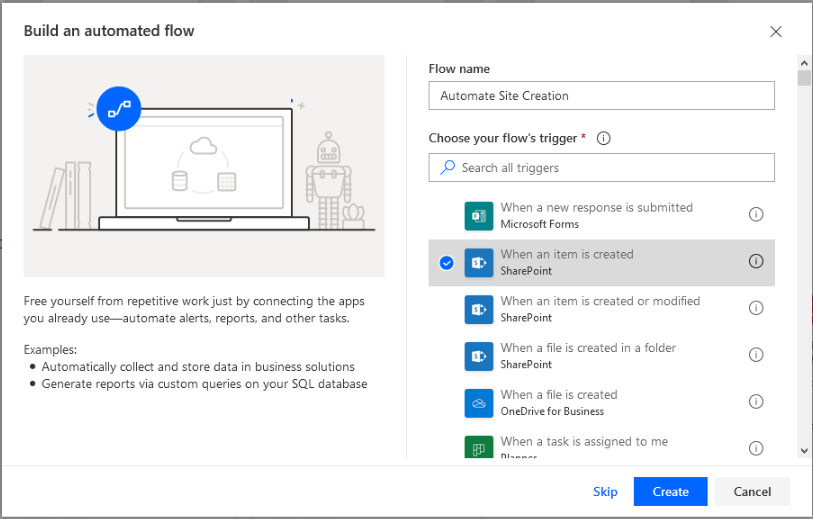 Build an automated flow
Free yourself from repetitive work just by connecting the apps
you already use—automate alerts, reports, and other tasks.
Examples:
• Automatically collect and store data in business solutions
• Generate reports via custom queries on your SQL database
Flow name
Automate Site Creation
Choose your flow's trigger *
Search all triggers
When a new response is submitted
Microsoft Forms
When an item is created
SharePoint
When an item is created or modified
SharePoint
When a file is created in a folder
SharePoint
When a file is created
OneDrive for Business
When a task is assigned to me
Planner
Skip
Create
Cancel